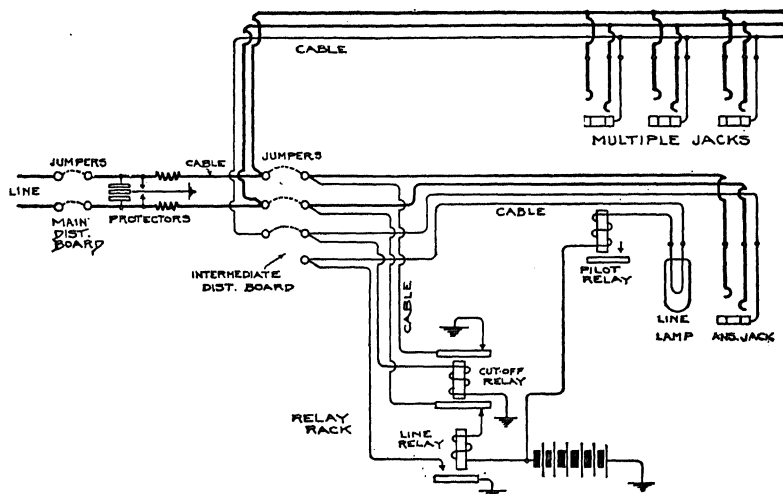 CABLE
MULTIPLE JACKS
JUMPERS
CABLE
JUMPERS
LINE
MAIN
DIST.
BOARD
PROTECTORS
CABLE
INTERMEDIATE
DIST. BOARD
PILOT
RELAY
CABLE
LINE
LAMP
ANS. JACK
CUT-OFF
RELAY
RELAY
RACK
LINE
RELAY